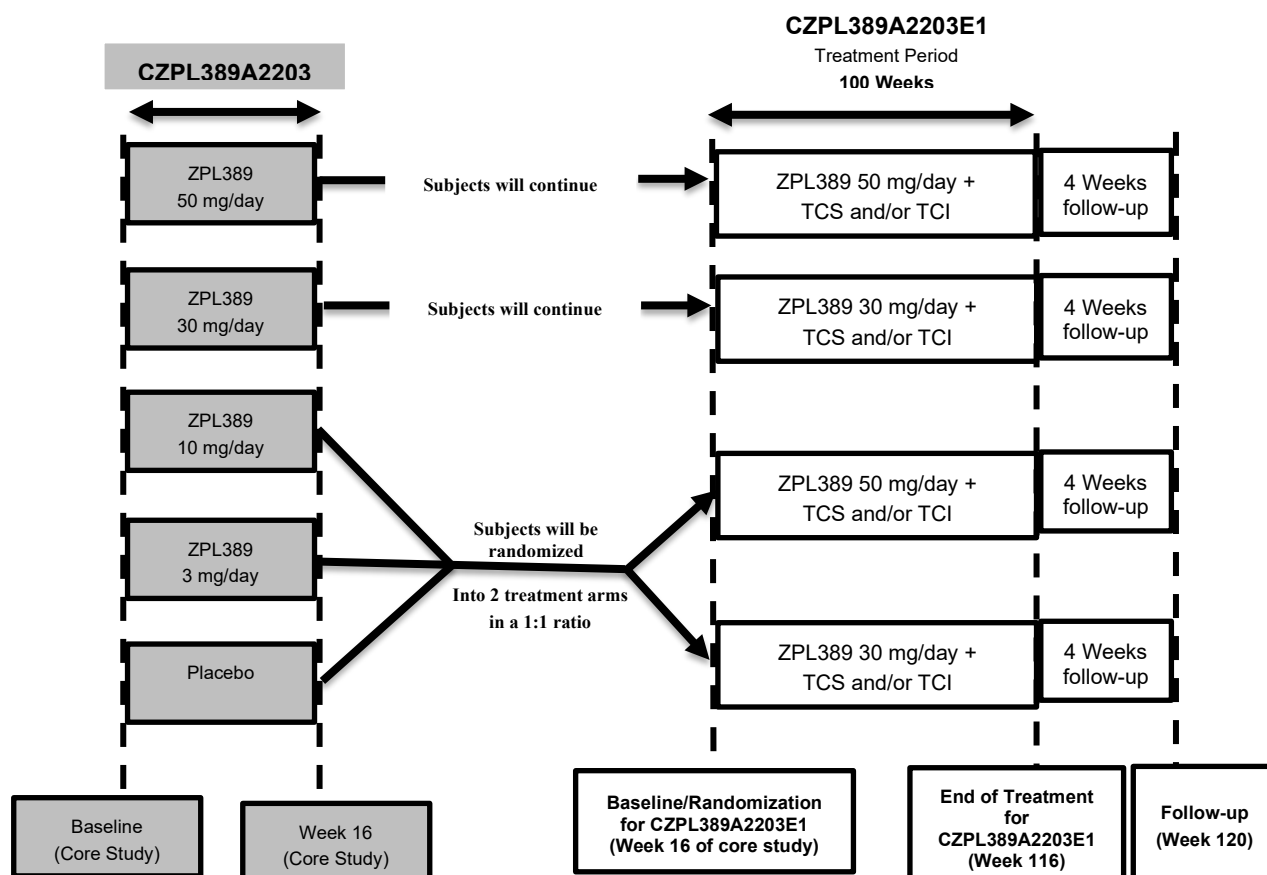 CZPL389A2203
CZPL389A2203E1
Treatment Period
100 Weeks
ZPL389
50 mg/day
Subjects will continue
ZPL389 50 mg/day +
TCS and/or TCI
4 Weeks
follow-up
ZPL389
30 mg/day
Subjects will continue
ZPL389 30 mg/day +
TCS and/or TCI
4 Weeks
follow-up
ZPL389
10 mg/day
ZPL389
3 mg/day
Placebo
Subjects will be
randomized
Into 2 treatment arms
in a 1:1 ratio
ZPL389 50 mg/day +
TCS and/or TCI
4 Weeks
follow-up
ZPL389 30 mg/day +
TCS and/or TCI
4 Weeks
follow-up
Baseline
(Core Study)
Week 16
(Core Study)
Baseline/Randomization
for CZPL389A2203E1
(Week 16 of core study)
End of Treatment
for
CZPL389A2203E1
(Week 116)
Follow-up
(Week 120)